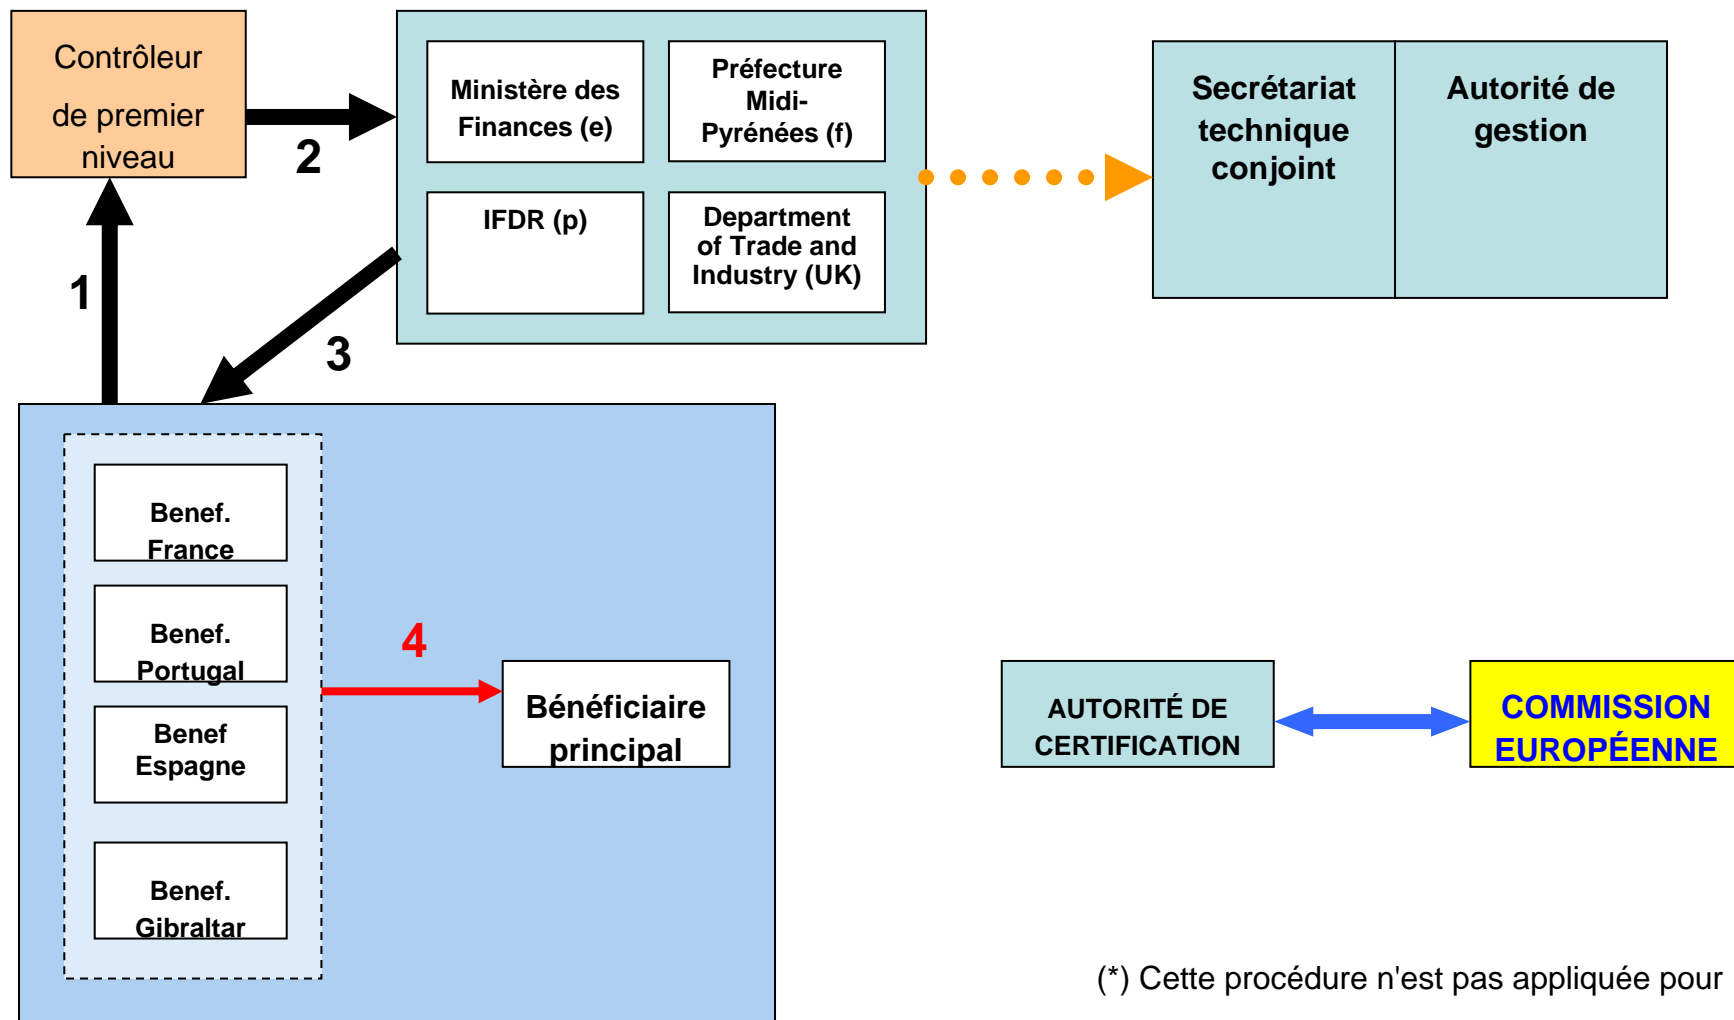 Contrôleur
de premier
niveau
2
Ministère des
Finances (e)
Préfecture
Midi-
Pyrénées (f)
IFDR (p)
Department
of Trade and
Industry (UK)
Secrétariat
technique
conjoint
Autorité de
gestion
1
3
Benef.
France
Benef.
Portugal
Benef
Espagne
Benef.
Gibraltar
4
Bénéficiaire
principal
AUTORITÉ DE
CERTIFICATION
COMMISSION
EUROPÉENNE
(*) Cette procédure n'est pas appliquée pour